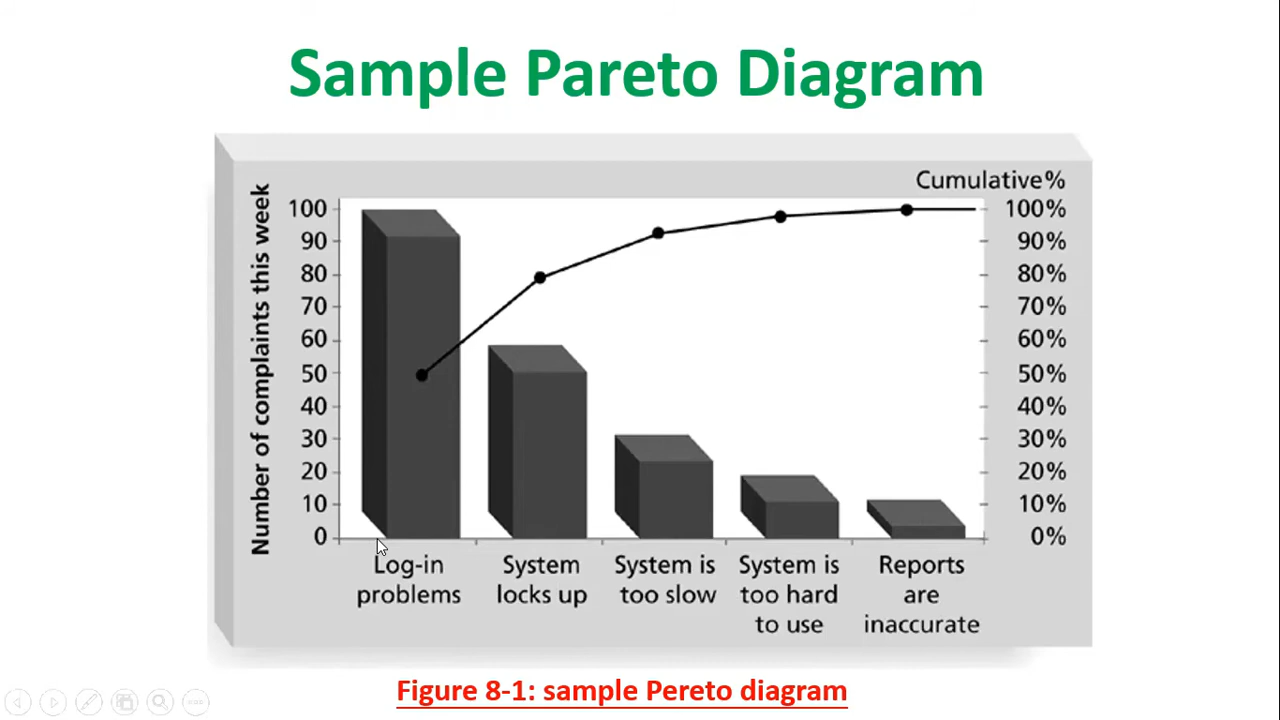 Sample Pareto Diagram
Cumulative%
Number of complaints this week
100
90
80
70
60
50
40
30
20
10
0
100%
90%
80%
70%
60%
50%
40%
30%
20%
10%
0%
Log-in
problems
System
locks up
System is
too slow
System is
too hard
to use
Reports
are
inaccurate
Figure 8-1: sample Pereto diagram